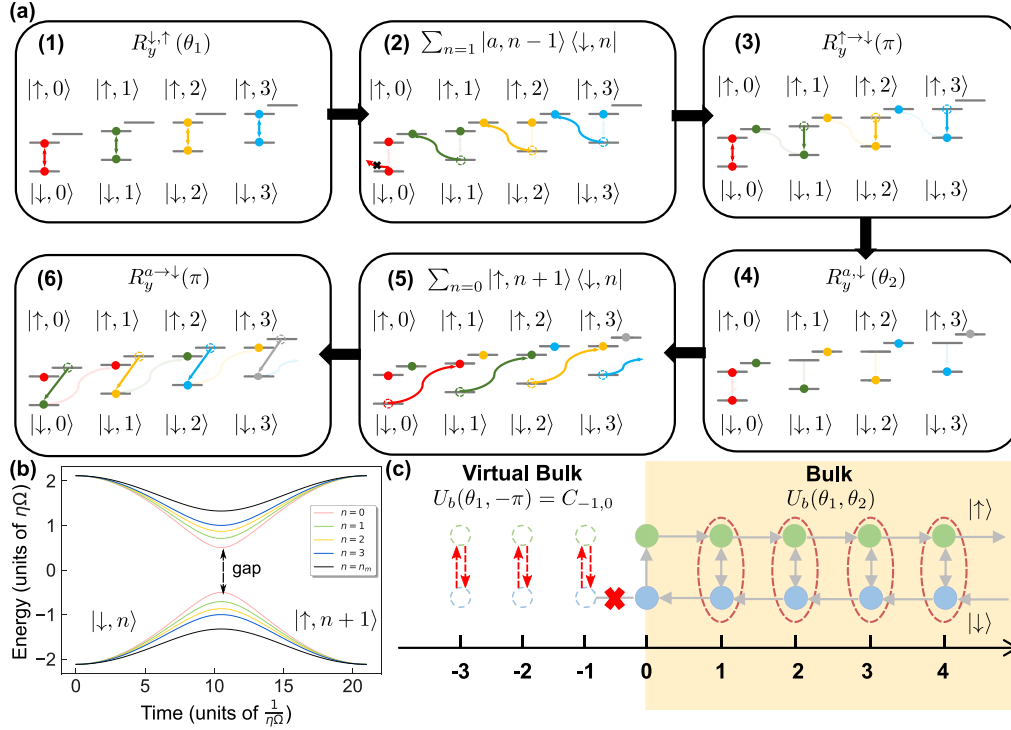 (a)
(1) R_y^{↓,↑}(θ₁)
|↑,0⟩ |↑,1⟩ |↑,2⟩ |↑,3⟩
|↓,0⟩ |↓,1⟩ |↓,2⟩ |↓,3⟩
(2) ∑_{n=1} |a, n−1⟩ ⟨↓, n|
|↑,0⟩ |↑,1⟩ |↑,2⟩ |↑,3⟩
|↓,0⟩ |↓,1⟩ |↓,2⟩ |↓,3⟩
(3) R_y^{↑→↓}(π)
|↑,0⟩ |↑,1⟩ |↑,2⟩ |↑,3⟩
|↓,0⟩ |↓,1⟩ |↓,2⟩ |↓,3⟩
(4) R_y^{a,↓}(θ₂)
|↑,0⟩ |↑,1⟩ |↑,2⟩ |↑,3⟩
|↓,0⟩ |↓,1⟩ |↓,2⟩ |↓,3⟩
(5) ∑_{n=0} |↑, n+1⟩ ⟨↓, n|
|↑,0⟩ |↑,1⟩ |↑,2⟩ |↑,3⟩
|↓,0⟩ |↓,1⟩ |↓,2⟩ |↓,3⟩
(6) R_y^{a→↓}(π)
|↑,0⟩ |↑,1⟩ |↑,2⟩ |↑,3⟩
|↓,0⟩ |↓,1⟩ |↓,2⟩ |↓,3⟩
(b)
Energy (units of ηΩ)
2
1
0
−1
−2
n = 0
n = 1
n = 2
n = 3
n = n_m
gap
|↓, n⟩ |↑, n+1⟩
0 5 10 15 20
Time (units of 1/ηΩ)
(c)
Virtual Bulk
U_b(θ₁, −π) = C_{−1,0}
Bulk
U_b(θ₁, θ₂)
|↑⟩
|↓⟩
-3 -2 -1 0 1 2 3 4